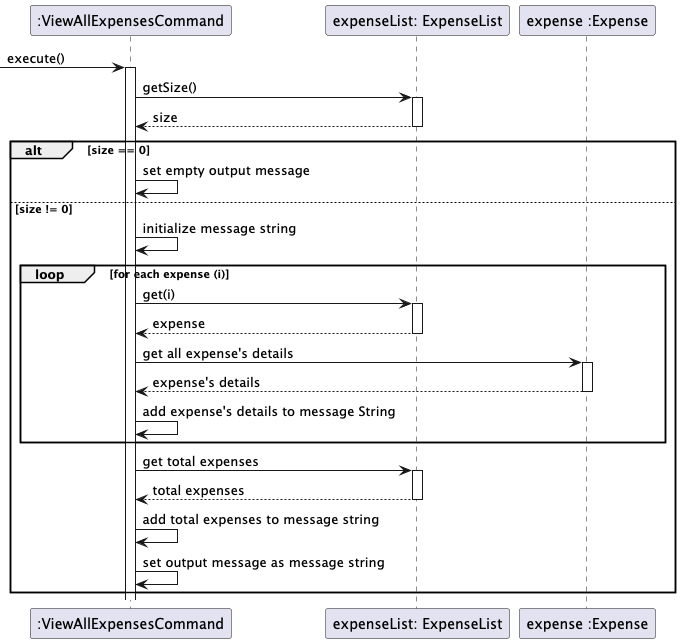 :ViewAllExpensesCommand expenseList: ExpenseList expense :Expense
execute()
getSize()
size
alt [size == 0]
set empty output message
[size != 0]
initialize message string
loop [for each expense (i)]
get(i)
expense
get all expense's details
expense's details
add expense's details to message String
get total expenses
total expenses
add total expenses to message string
set output message as message string
:ViewAllExpensesCommand expenseList: ExpenseList expense :Expense